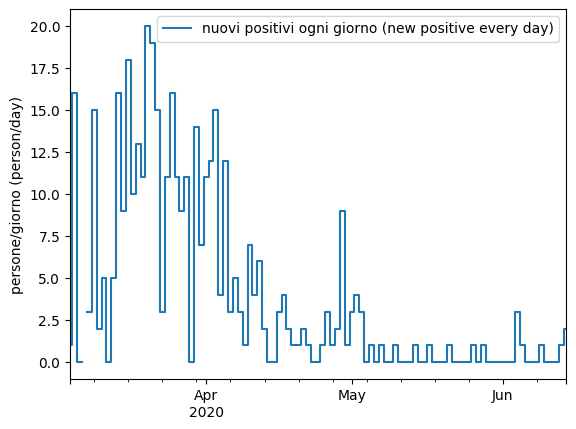 nuovi positivi ogni giorno (new positive every day)
persone/giorno (person/day)
20.0
17.5
15.0
12.5
10.0
7.5
5.0
2.5
0.0
Apr
2020
May
Jun